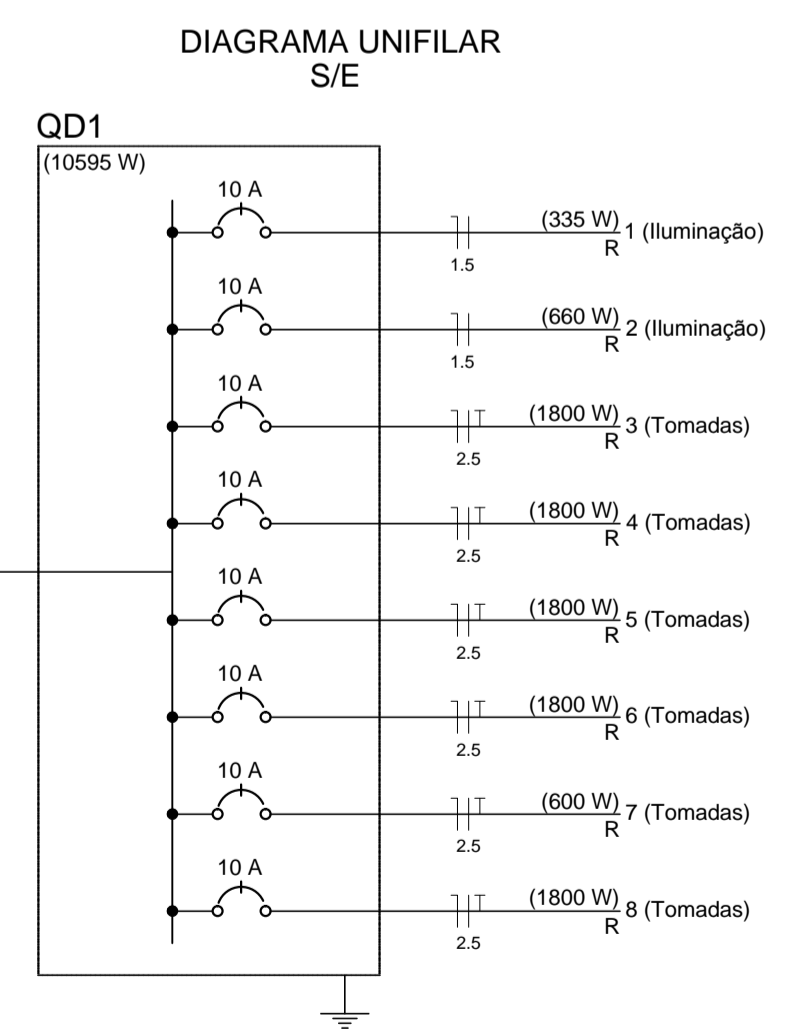 DIAGRAMA UNIFILAR
S/E
QD1
(10595 W)
10 A
(335 W)
1 (Iluminação)
R
1.5
10 A
(660 W)
2 (Iluminação)
R
1.5
10 A
(1800 W)
3 (Tomadas)
R
2.5
10 A
(1800 W)
4 (Tomadas)
R
2.5
10 A
(1800 W)
5 (Tomadas)
R
2.5
10 A
(1800 W)
6 (Tomadas)
R
2.5
10 A
(600 W)
7 (Tomadas)
R
2.5
10 A
(1800 W)
8 (Tomadas)
R
2.5